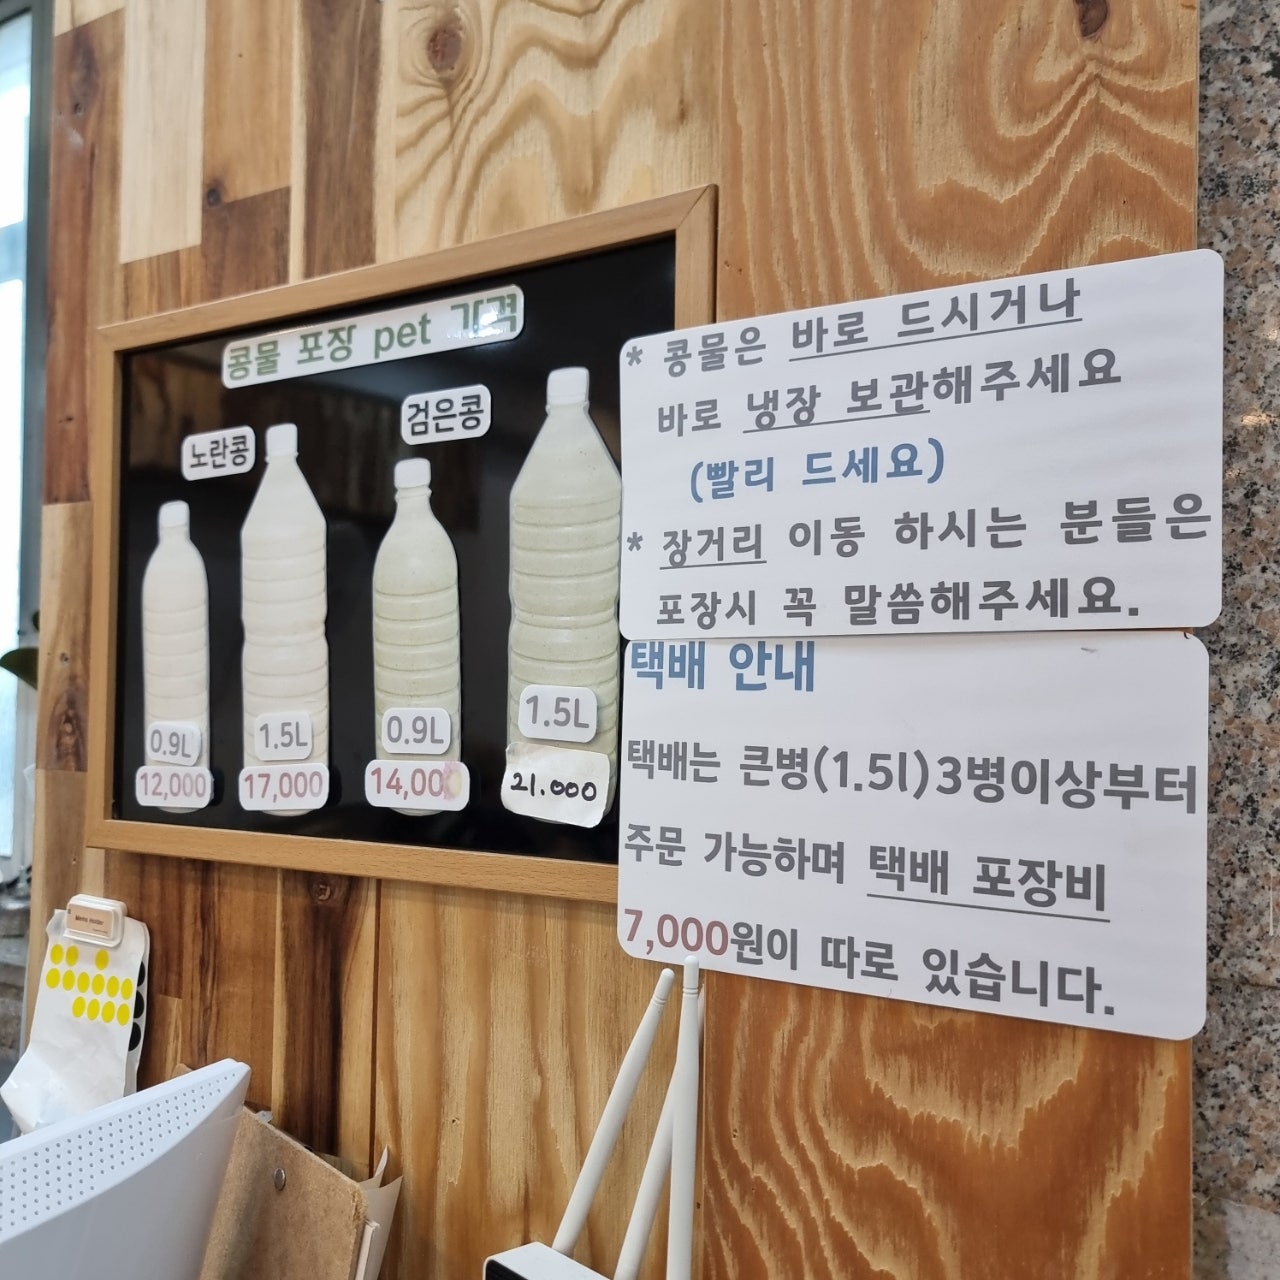 콩물 포장 pet 가격
노란콩
검은콩
0.9L
1.5L
0.9L
1.5L
12,000
17,000
14,000
21.000
* 콩물은 바로 드시거나
바로 냉장 보관해주세요
(빨리 드세요)
* 장거리 이동 하시는 분들은
포장시 꼭 말씀해주세요.
택배 안내
택배는 큰병(1.5l)3병이상부터
주문 가능하며 택배 포장비
7,000원이 따로 있습니다.